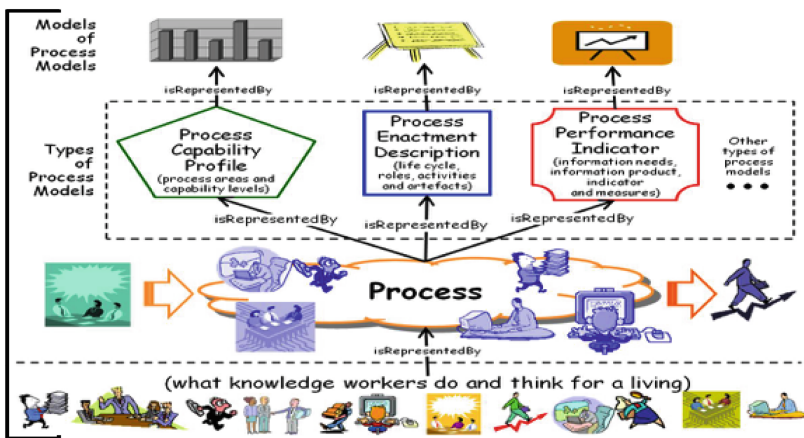 Models
of
Process
Models
isRepresentedBy
isRepresentedBy
isRepresentedBy
Types
of
Process
Models
Process
Capability
Profile
(process areas and
capability levels)
Process
Enactment
Description
(life cycle,
roles, activities
and artefacts)
Process
Performance
Indicator
(information needs,
information product,
indicator
and measures)
Other
types of
process
models
isRepresentedBy
isRepresentedBy
isRepresentedBy
Process
isRepresentedBy
(what knowledge workers do and think for a living)